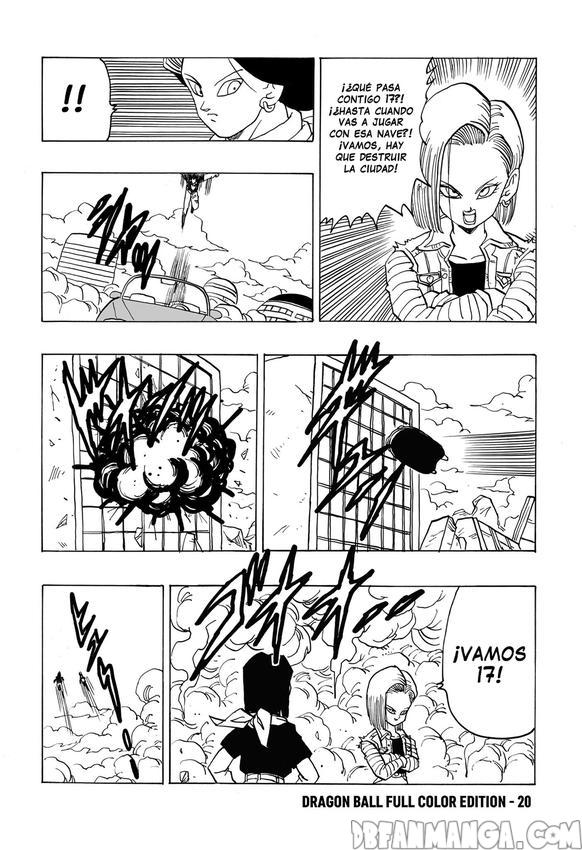 ¡¿QUÉ PASA
CONTIGO 17?!
¡¿HASTA CUANDO
VAS A JUGAR
CON ESA NAVE?!
¡VAMOS, HAY
QUE DESTRUIR
LA CIUDAD!
!!
¡VAMOS
17!
DRAGON BALL FULL COLOR EDITION - 20
DBFANMANGA.COM